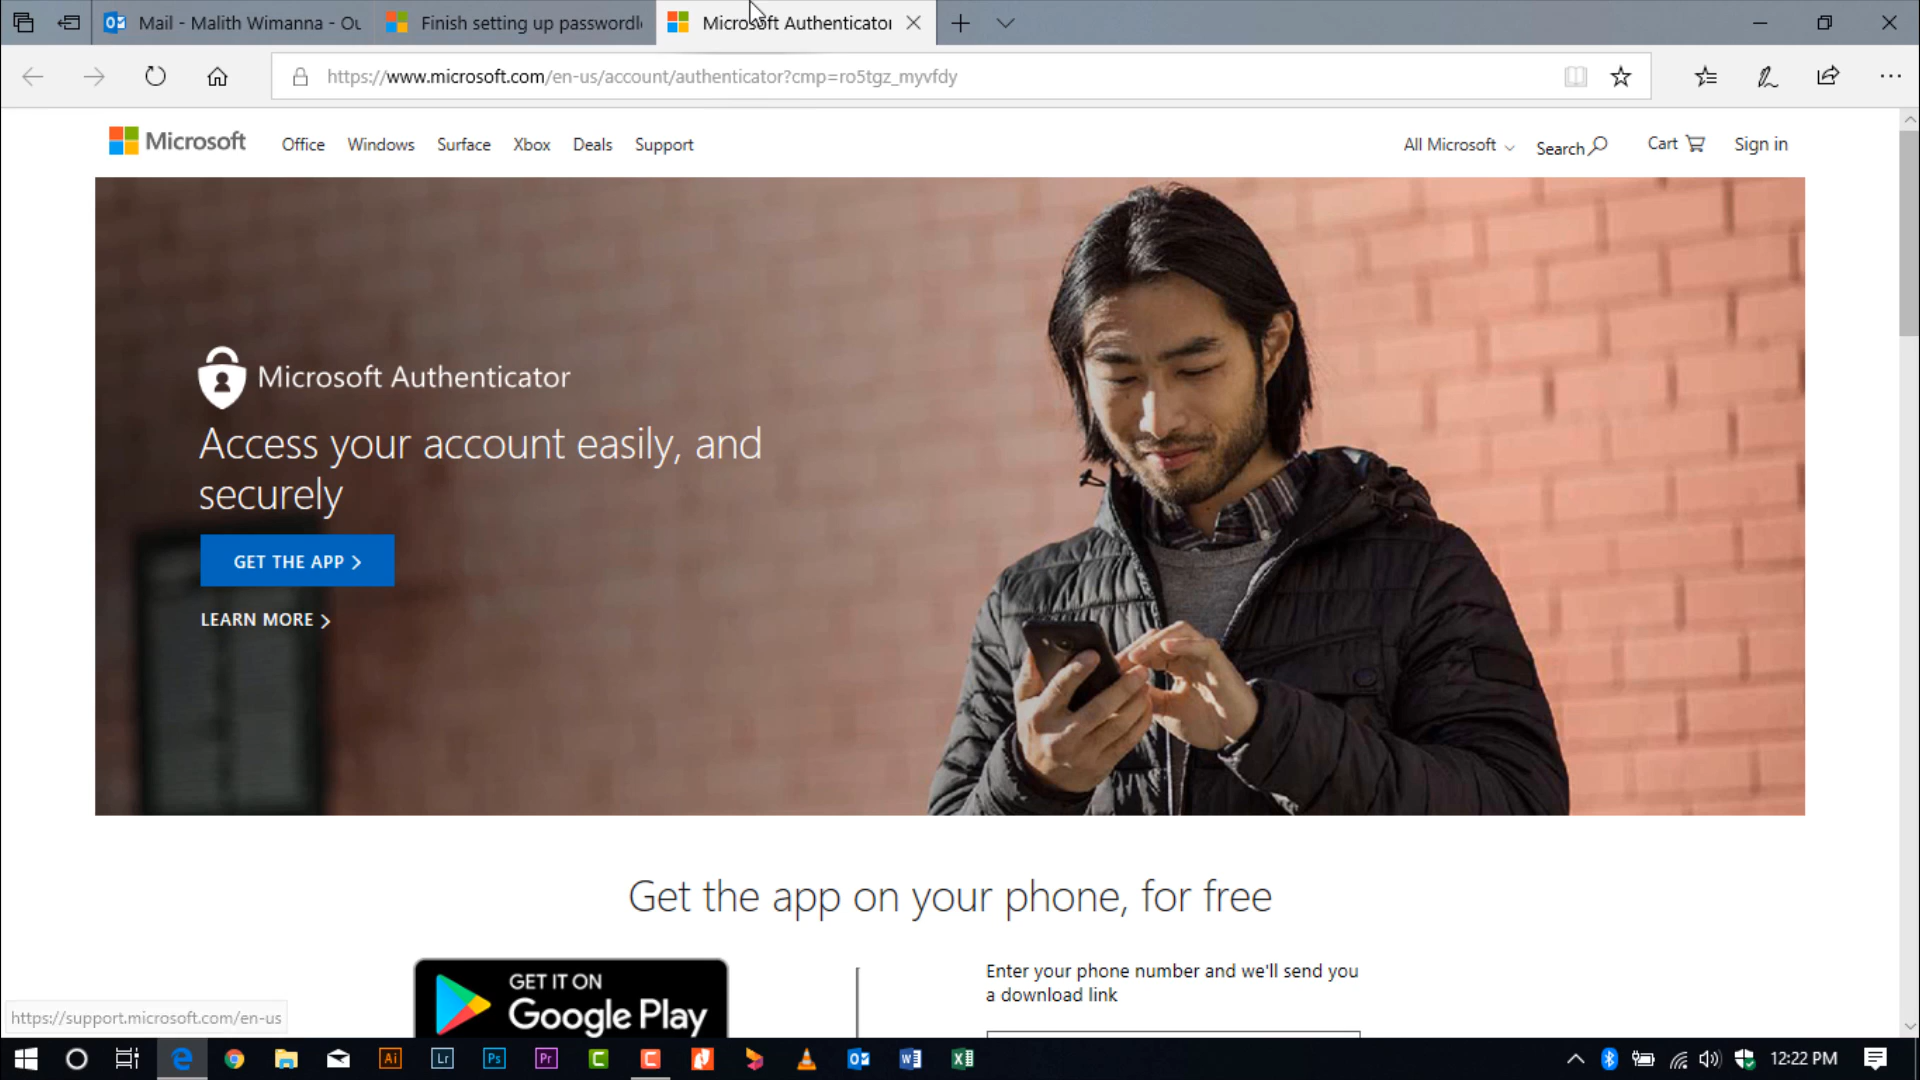 Mail - Malith Wimanna - Ou
Finish setting up passwordl
Microsoft Authenticator
https://www.microsoft.com/en-us/account/authenticator?cmp=ro5tgz_myvfdy
Microsoft
Office
Windows
Surface
Xbox
Deals
Support
All Microsoft
Search
Cart
Sign in
Microsoft Authenticator
Access your account easily, and
securely
GET THE APP
LEARN MORE
Get the app on your phone, for free
GET IT ON
Google Play
Enter your phone number and we'll send you
a download link
https://support.microsoft.com/en-us
Ai
Lr
Ps
Pr
12:22 PM